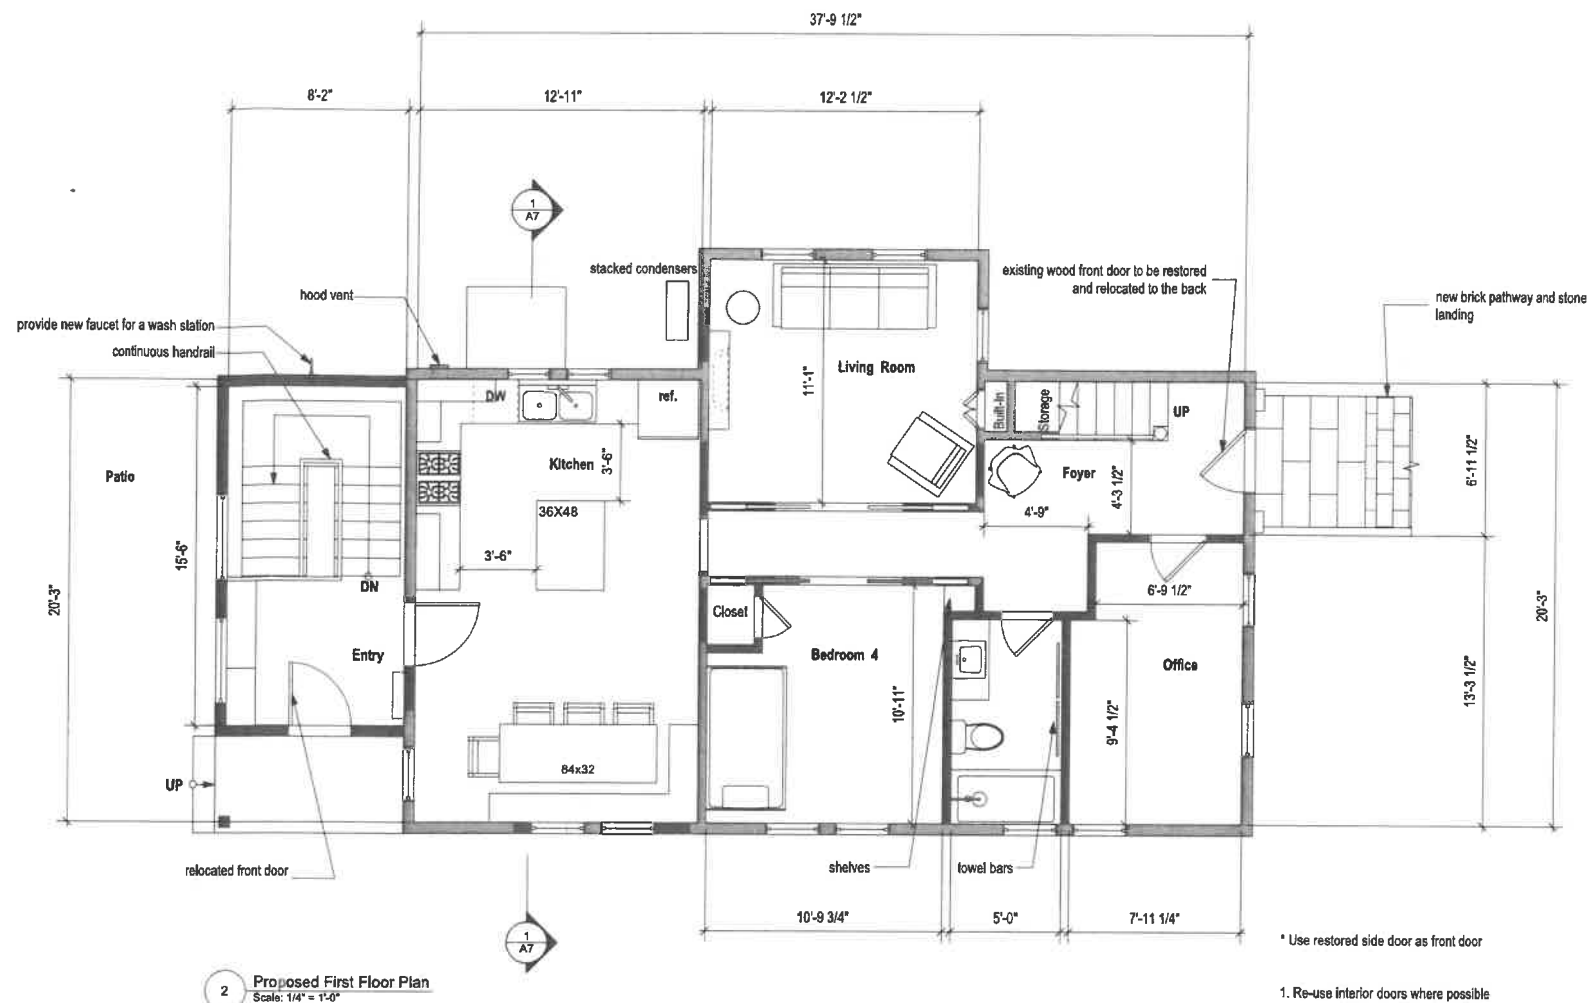 37'-9 1/2"
8'-2"
12'-11"
12'-2 1/2"
1
A7
stacked condensers
existing wood front door to be restored
and relocated to the back
hood vent
new brick pathway and stone
landing
provide new faucet for a wash station
continuous handrail
Living Room
11'-1"
DW
ref.
Built-In
Storage
UP
Kitchen
3'-6"
Foyer
4'-3 1/2"
6'-11 1/2"
Patio
36X48
4'-9"
15'-6"
3'-6"
20'-3"
DN
6'-9 1/2"
20'-3"
Closet
Entry
Bedroom 4
Office
10'-11"
9'-4 1/2"
13'-3 1/2"
84x32
UP
relocated front door
shelves
towel bars
10'-9 3/4"
5'-0"
7'-11 1/4"
1
A7
* Use restored side door as front door
2
Proposed First Floor Plan
Scale: 1/4" = 1'-0"
1. Re-use interior doors where possible